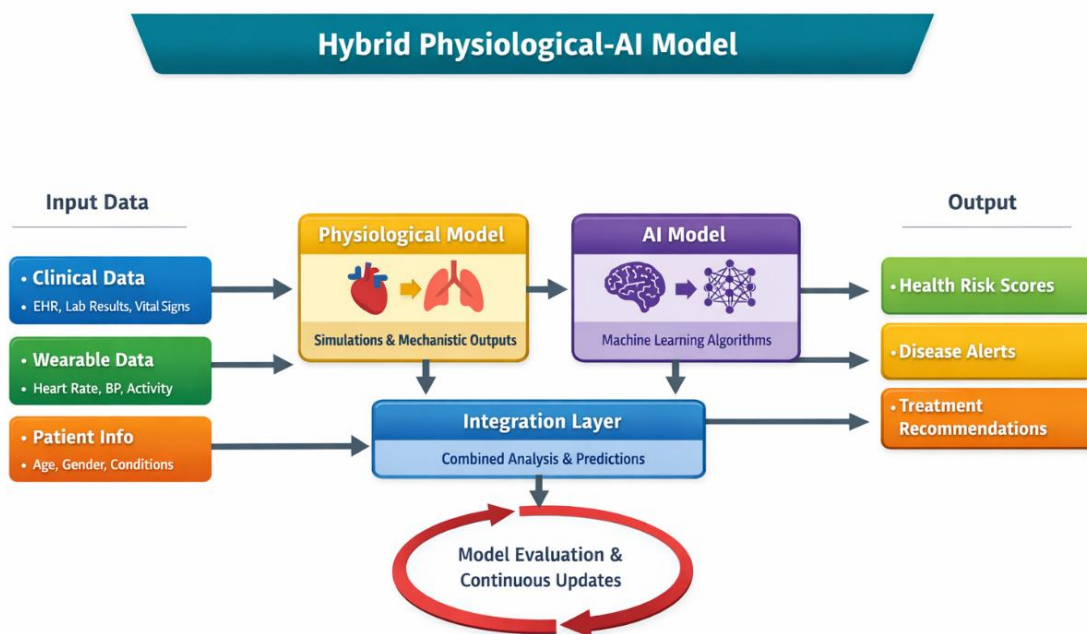 Hybrid Physiological-AI Model
Input Data
• Clinical Data
• EHR, Lab Results, Vital Signs
• Wearable Data
• Heart Rate, BP, Activity
• Patient Info
• Age, Gender, Conditions
Physiological Model
Simulations & Mechanistic Outputs
AI Model
Machine Learning Algorithms
Integration Layer
Combined Analysis & Predictions
Model Evaluation &
Continuous Updates
Output
• Health Risk Scores
• Disease Alerts
• Treatment
Recommendations